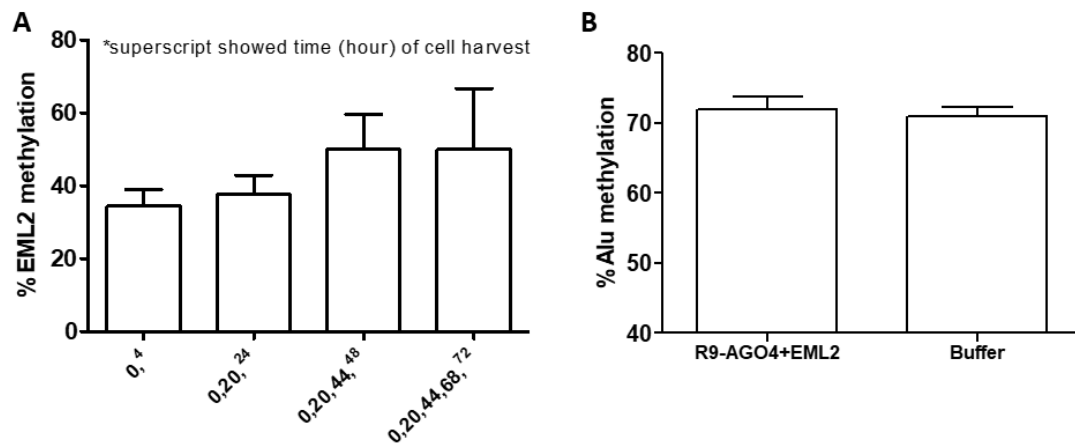 A
*superscript showed time (hour) of cell harvest
% EML2 methylation
80
60
40
20
0
0,⁴
0,20,²⁴
0,20,44,⁴⁸
0,20,44,68,⁷²
B
% Alu methylation
80
70
60
50
40
R9-AGO4+EML2
Buffer